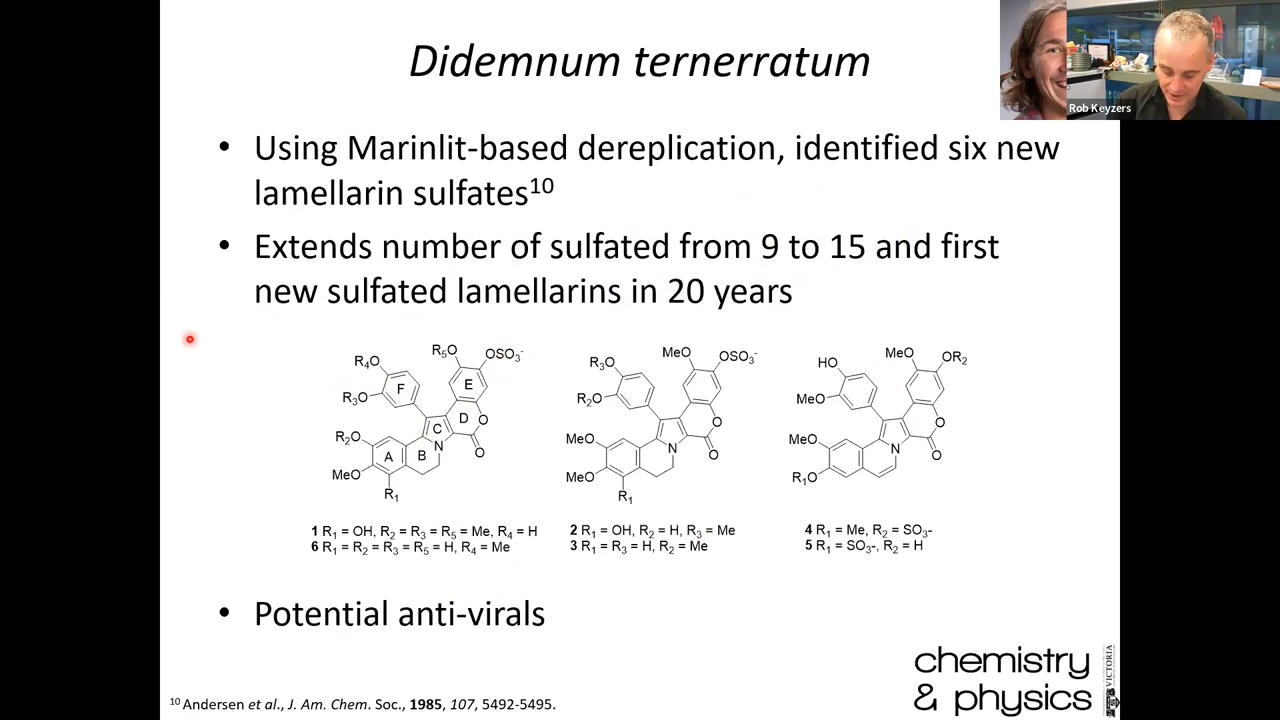 Didemnum ternerratum
Rob Keyzers
• Using Marinlit-based dereplication, identified six new
lamellarin sulfates10
• Extends number of sulfated from 9 to 15 and first
new sulfated lamellarins in 20 years
R4O
R5O
OSO3-
F
E
R3O
D
O
R2O
C
N
A
B
O
MeO
R1
1 R1 = OH, R2 = R3 = R5 = Me, R4 = H
6 R1 = R2 = R3 = R5 = H, R4 = Me
MeO
OSO3-
R3O
R2O
O
MeO
N
O
MeO
R1
2 R1 = OH, R2 = H, R3 = Me
3 R1 = R3 = H, R2 = Me
MeO
OR2
HO
MeO
O
MeO
N
O
R1O
4 R1 = Me, R2 = SO3-
5 R1 = SO3-, R2 = H
• Potential anti-virals
chemistry
& physics
VICTORIA
10 Andersen et al., J. Am. Chem. Soc., 1985, 107, 5492-5495.